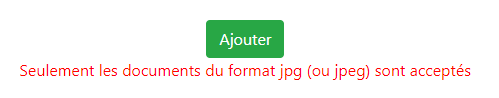 Ajouter
Seulement les documents du format jpg (ou jpeg) sont acceptés